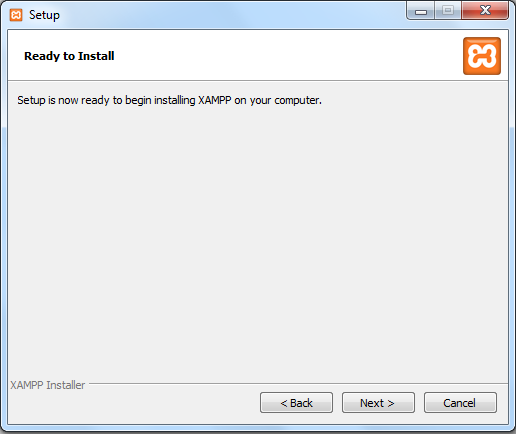 Setup
Ready to Install
Setup is now ready to begin installing XAMPP on your computer.
XAMPP Installer
< Back
Next >
Cancel